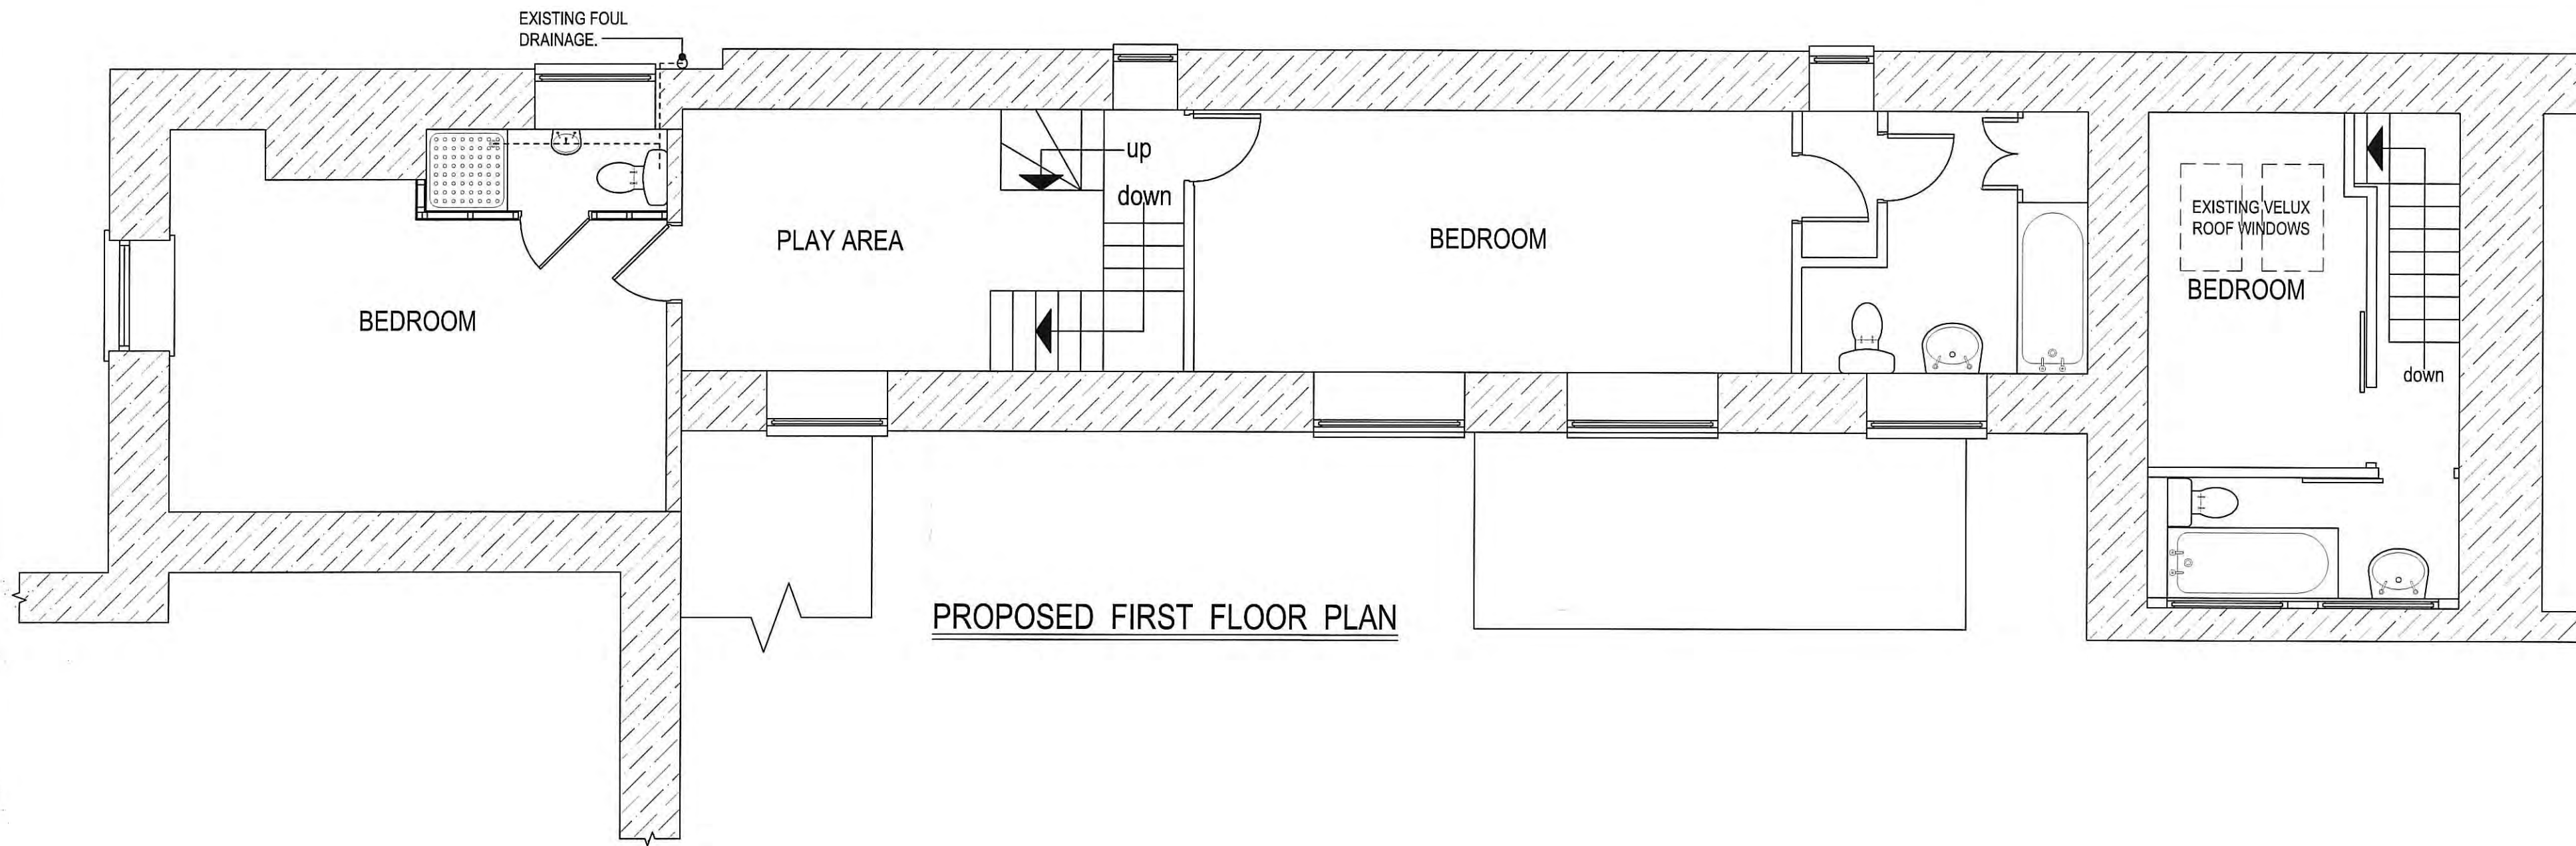 EXISTING FOUL
DRAINAGE.
up
down
PLAY AREA
BEDROOM
BEDROOM
EXISTING VELUX
ROOF WINDOWS
BEDROOM
down
PROPOSED FIRST FLOOR PLAN